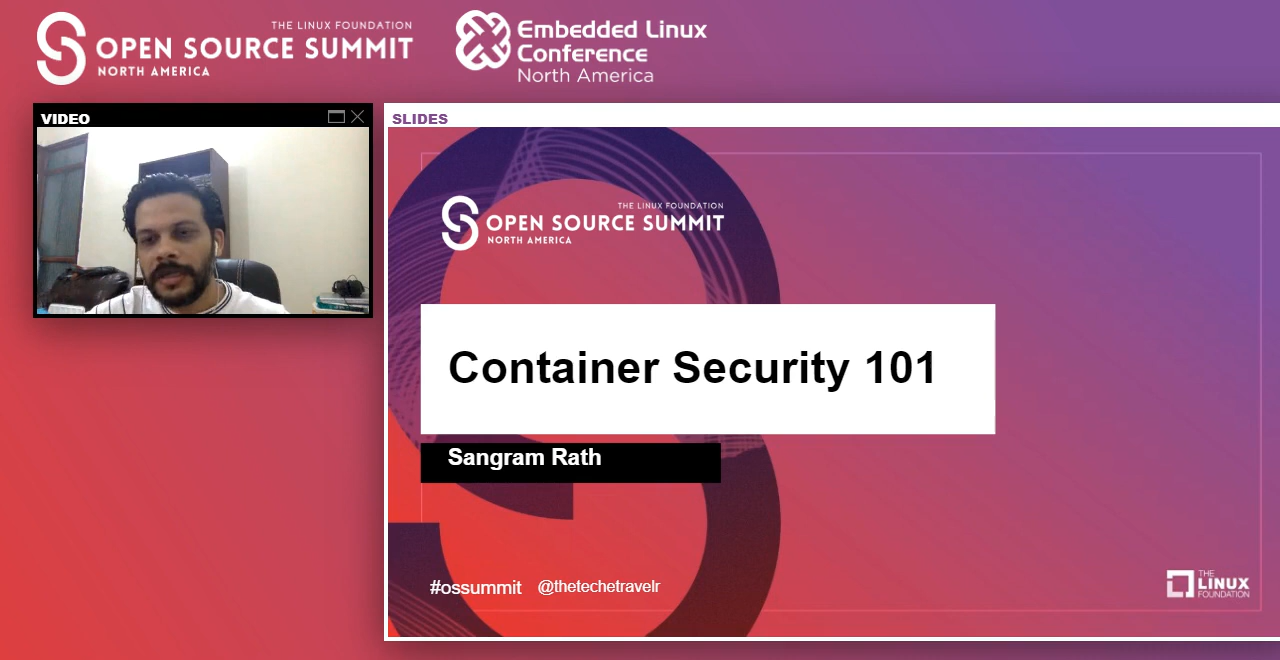 THE LINUX FOUNDATION
OPEN SOURCE SUMMIT
NORTH AMERICA
Embedded Linux
Conference
North America
VIDEO
SLIDES
THE LINUX FOUNDATION
OPEN SOURCE SUMMIT
NORTH AMERICA
Container Security 101
Sangram Rath
#ossummit @thetechetravelr
THE
LINUX
FOUNDATION